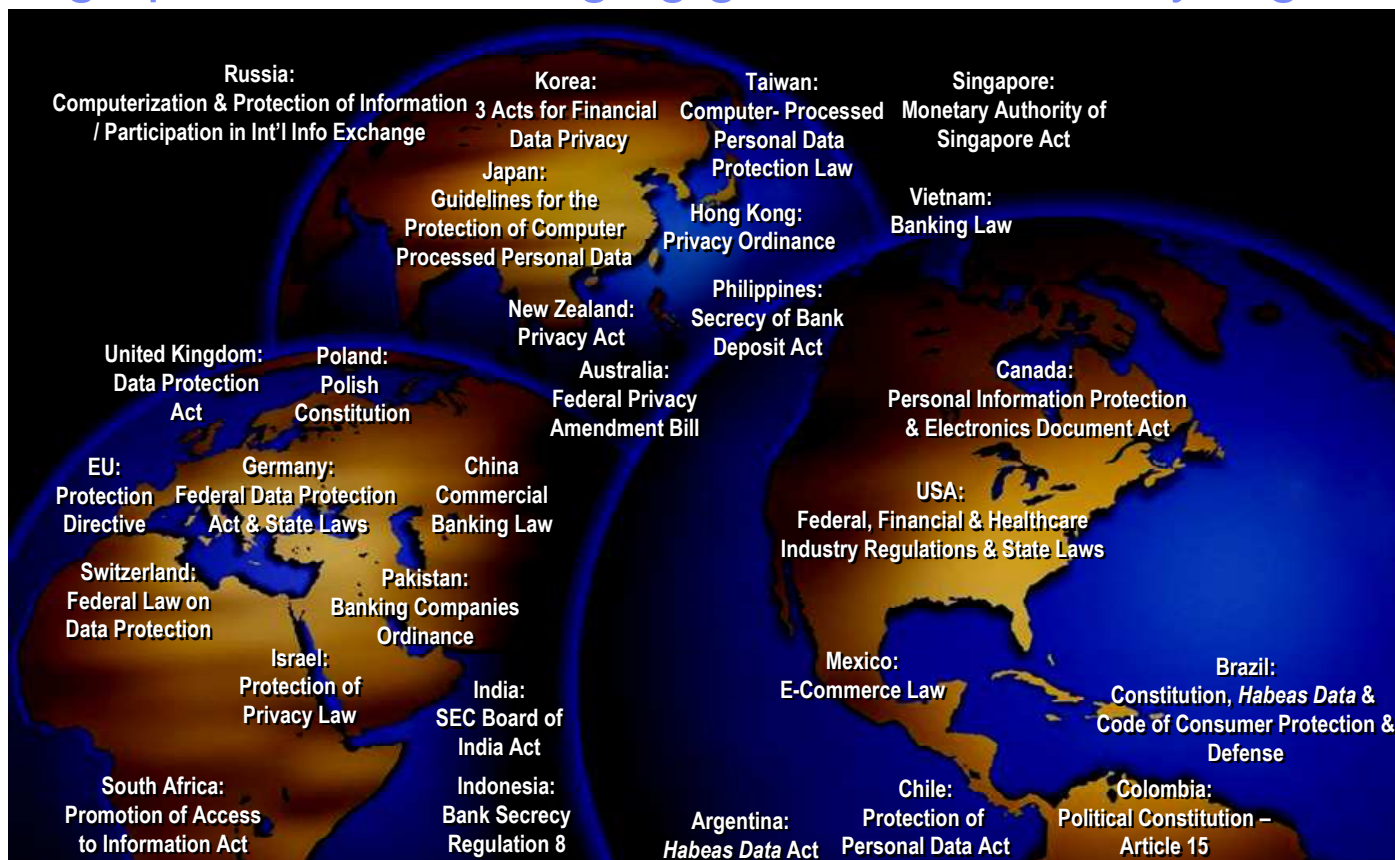 Russia:
Computerization & Protection of Information
/ Participation in Int'l Info Exchange
Korea:
3 Acts for Financial
Data Privacy
Taiwan:
Computer- Processed
Personal Data
Protection Law
Singapore:
Monetary Authority of
Singapore Act
Japan:
Guidelines for the
Protection of Computer
Processed Personal Data
Hong Kong:
Privacy Ordinance
Vietnam:
Banking Law
New Zealand:
Privacy Act
Philippines:
Secrecy of Bank
Deposit Act
United Kingdom:
Data Protection
Act
Poland:
Polish
Constitution
Australia:
Federal Privacy
Amendment Bill
Canada:
Personal Information Protection
& Electronics Document Act
EU:
Protection
Directive
Germany:
Federal Data Protection
Act & State Laws
China
Commercial
Banking Law
USA:
Federal, Financial & Healthcare
Industry Regulations & State Laws
Switzerland:
Federal Law on
Data Protection
Pakistan:
Banking Companies
Ordinance
Israel:
Protection of
Privacy Law
India:
SEC Board of
India Act
Mexico:
E-Commerce Law
Brazil:
Constitution, Habeas Data &
Code of Consumer Protection &
Defense
South Africa:
Promotion of Access
to Information Act
Indonesia:
Bank Secrecy
Regulation 8
Argentina:
Habeas Data Act
Chile:
Protection of
Personal Data Act
Colombia:
Political Constitution –
Article 15